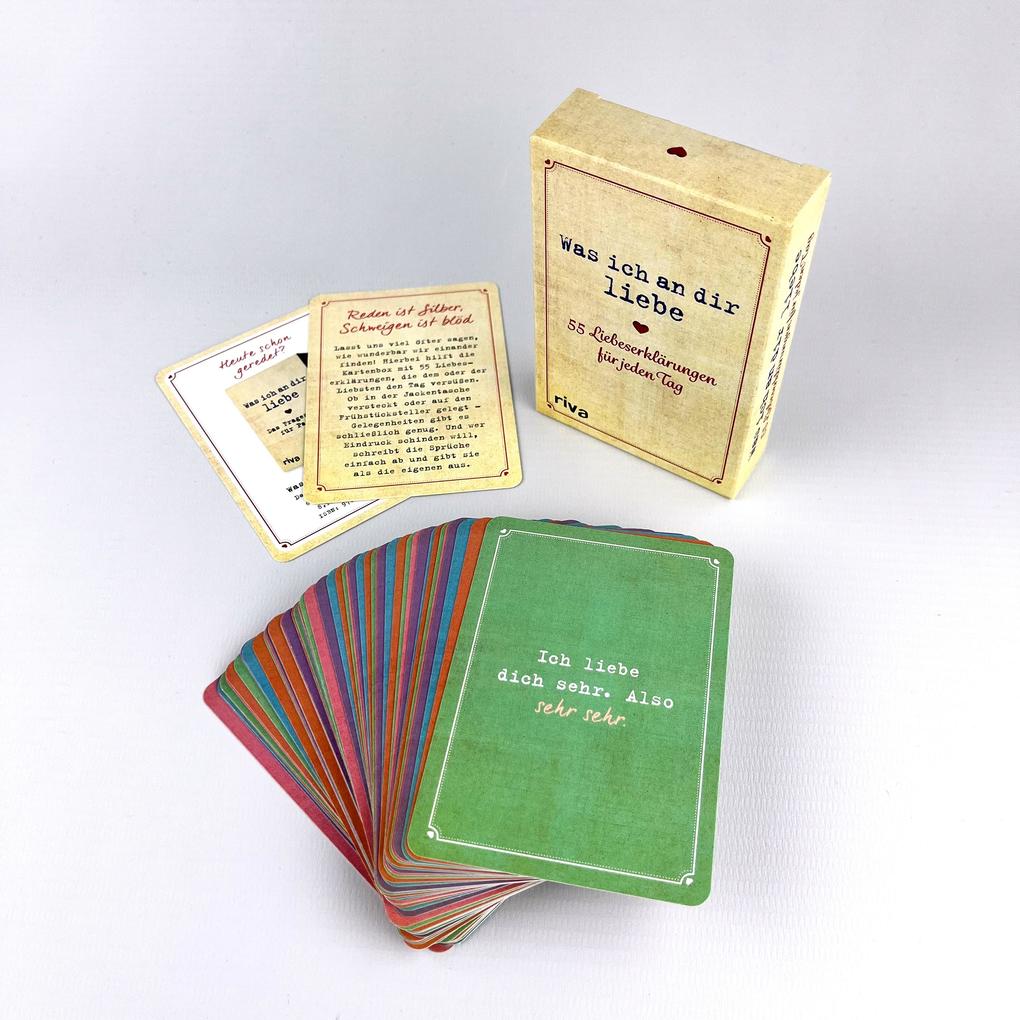 Was ich an dir
liebe
55 Liebeserklärungen
für jeden Tag
riva
Reden ist Silber,
Schweigen ist blöd
Lasst uns viel öfter sagen,
wie wunderbar wir einander
finden! Hierbei hilft die
Kartenbox mit 55 Liebes-
erklärungen, die dem oder der
Liebsten den Tag versüßen.
Ob in der Jackentasche
versteckt oder auf den
Frühstücksteller gelegt –
Gelegenheiten gibt es
schließlich genug. Und wer
Eindruck schinden will,
schreibt die Sprüche
einfach ab und gibt sie
als die eigenen aus.
Heute schon
geredet?
Was ich an dir
liebe
riva
Was
ISBN:
Ich liebe
dich sehr. Also
sehr sehr.